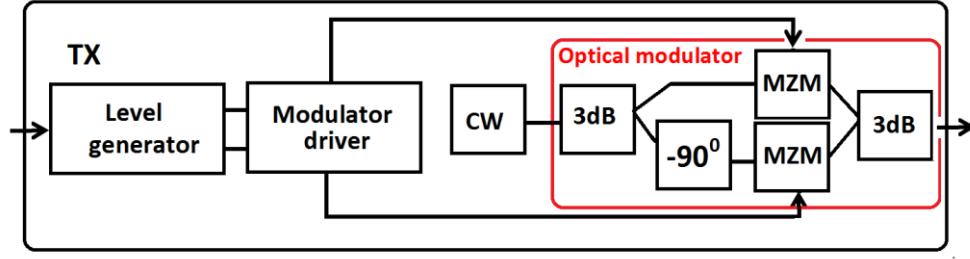 TX
Optical modulator
Level
generator
Modulator
driver
CW
3dB
-90⁰
MZM
MZM
3dB